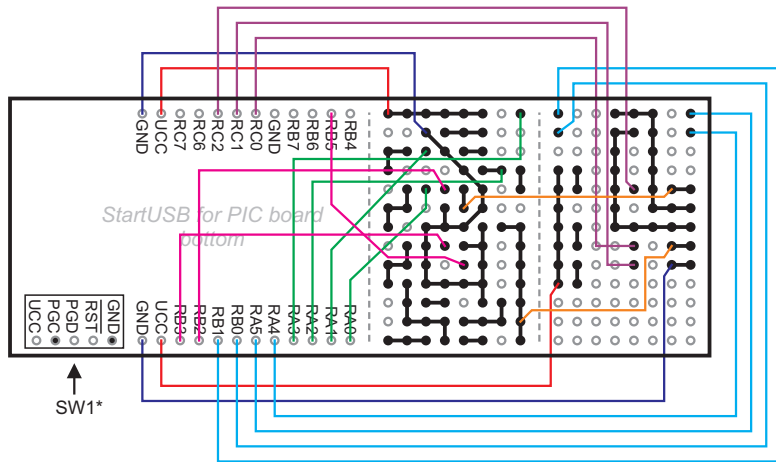 GND
UCC
RC7
RC6
RC2
RC1
RC0
GND
RB7
RB6
RB5
RB4
StartUSB for PIC board
bottom
UCC
PGC
PGD
RST
GND
GND
UCC
RB3
RB2
RB1
RB0
RA5
RA4
RA3
RA2
RA1
RA0
SW1*